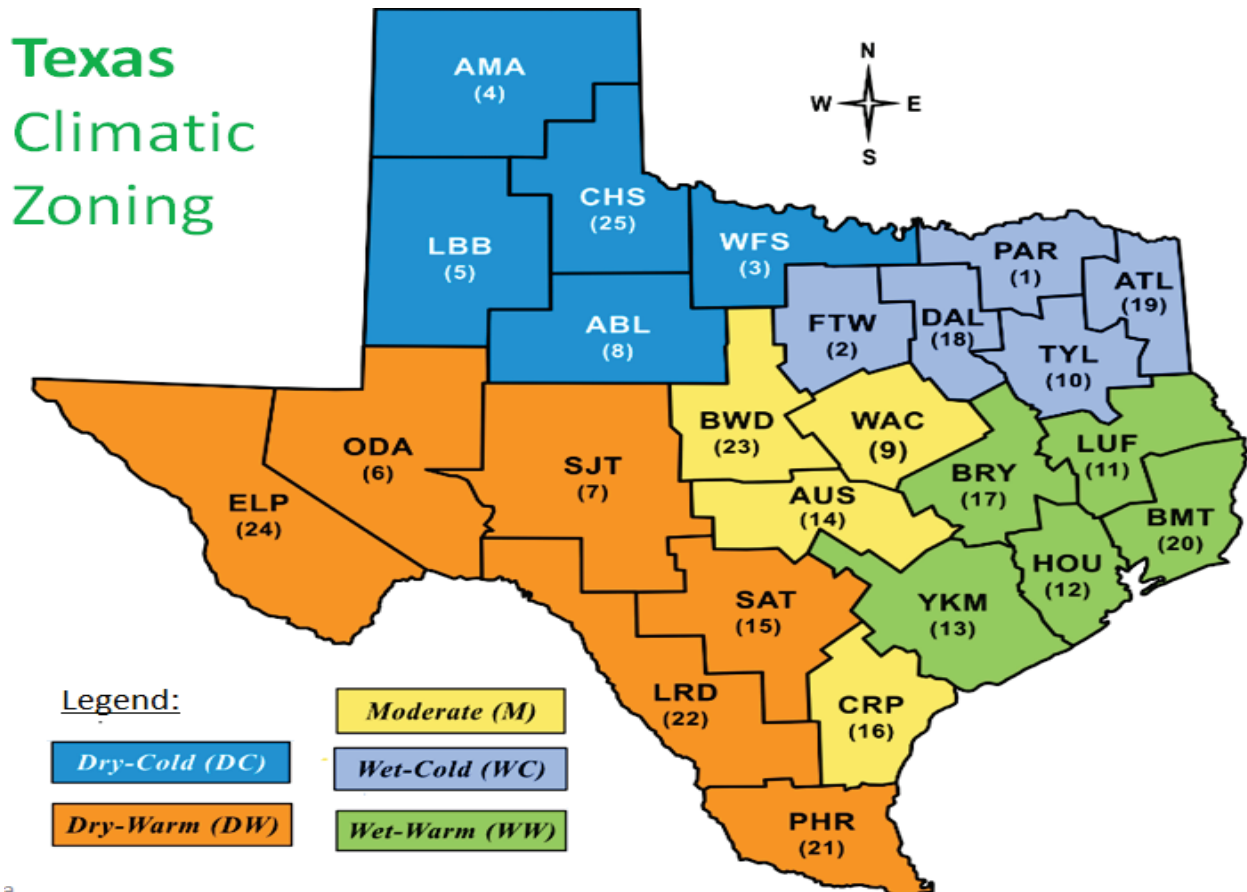 Texas
Climatic
Zoning
N
W E
S
AMA
(4)
CHS
(25)
LBB
(5)
WFS
(3)
PAR
(1)
ATL
(19)
ABL
(8)
FTW
(2)
DAL
(18)
TYL
(10)
ODA
(6)
SJT
(7)
BWD
(23)
WAC
(9)
LUF
(11)
BRY
(17)
ELP
(24)
AUS
(14)
BMT
(20)
HOU
(12)
SAT
(15)
YKM
(13)
LRD
(22)
CRP
(16)
PHR
(21)
Legend:
Moderate (M)
Dry-Cold (DC)
Wet-Cold (WC)
Dry-Warm (DW)
Wet-Warm (WW)
a